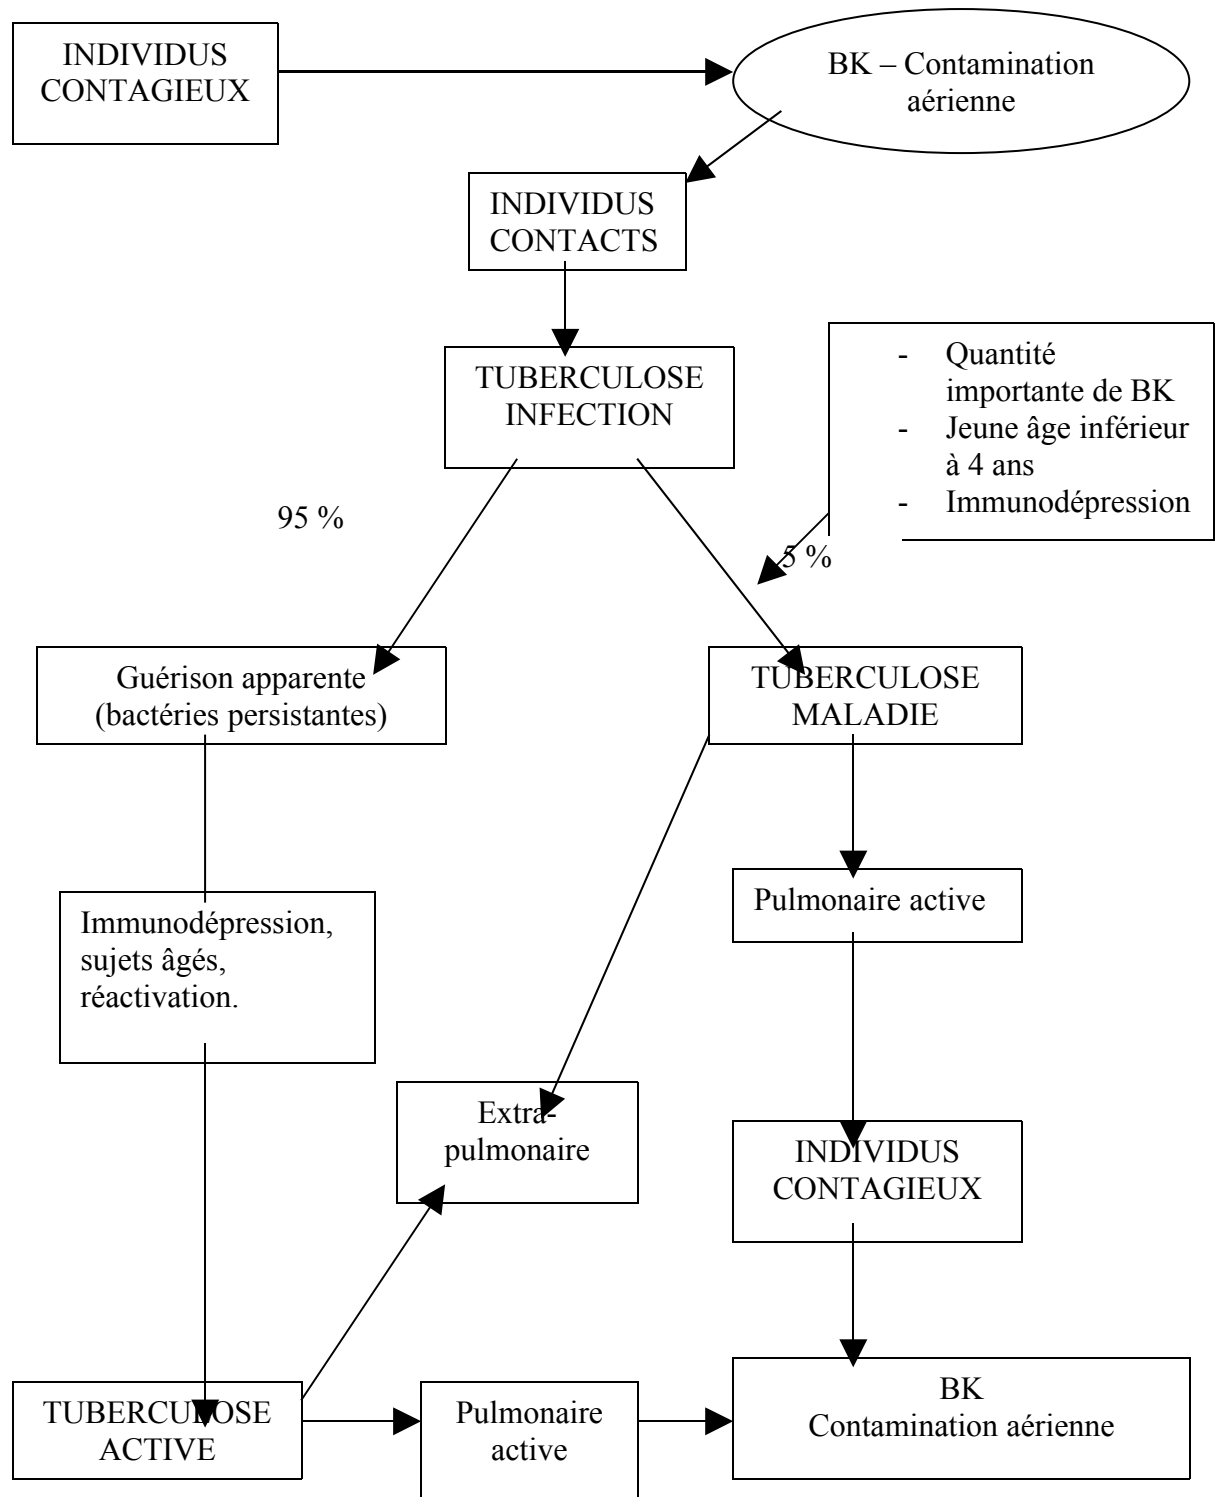 INDIVIDUS
CONTAGIEUX
BK – Contamination
aérienne
INDIVIDUS
CONTACTS
TUBERCULOSE
INFECTION
- Quantité
importante de BK
- Jeune âge inférieur
à 4 ans
- Immunodépression
95 %
5 %
Guérison apparente
(bactéries persistantes)
TUBERCULOSE
MALADIE
Pulmonaire active
Immunodépression,
sujets âgés,
réactivation.
Extra-
pulmonaire
INDIVIDUS
CONTAGIEUX
TUBERCULOSE
ACTIVE
Pulmonaire
active
BK
Contamination aérienne